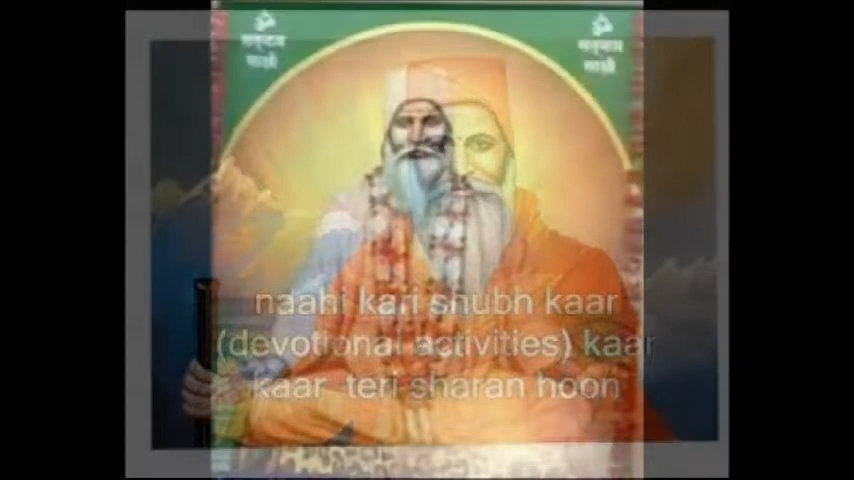 ॐ
ॐ
naahi kari shubh kaar
(devotional activities) kaar
kaar teri sharan hoon